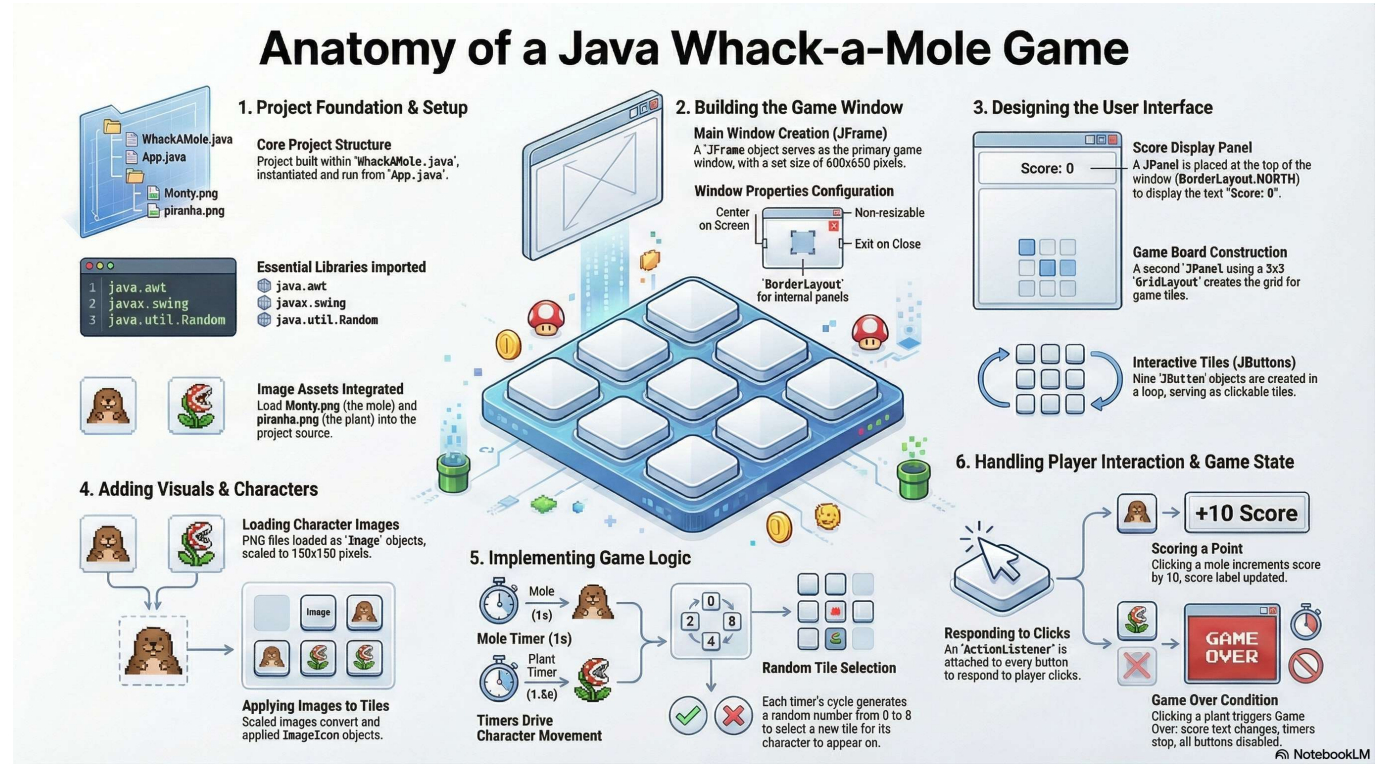 Anatomy of a Java Whack-a-Mole Game
1. Project Foundation & Setup
WhackAMole.java
App.java
Monty.png
piranha.png
Core Project Structure
Project built within "WhackAMole.java',
instantiated and run from "App.java'.
1 java.awt
2 javax.swing
3 java.util.Random
Essential Libraries imported
java.awt
javax.swing
java.util.Random
Image Assets Integrated
Load Monty.png (the mole) and
piranha.png (the plant) into the
project source.
2. Building the Game Window
Main Window Creation (JFrame)
A 'JFrame object serves as the primary game
window, with a set size of 600x650 pixels.
Window Properties Configuration
Center
on Screen
Non-resizable
Exit on Close
'BorderLayout'
for internal panels
3. Designing the User Interface
Score: 0
Score Display Panel
A JPanel is placed at the top of the
window (BorderLayout.NORTH)
to display the text "Score: 0".
Game Board Construction
A second 'JPanel using a 3x3
'GridLayout' creates the grid for
game tiles.
Interactive Tiles (JButtons)
Nine 'JButten' objects are created in
a loop, serving as clickable tiles.
4. Adding Visuals & Characters
Loading Character Images
PNG files loaded as 'Inage' objects,
scaled to 150x150 pixels.
Image
Applying Images to Tiles
Scaled images convert and
applied ImageIcon objects.
5. Implementing Game Logic
Mole
(1s)
Mole Timer (1s)
Plant
Timer
(1.&e)
Timers Drive
Character Movement
0
2 8
4
Random Tile Selection
Each timer's cycle generates
a random number from 0 to 8
to select a new tile for its
character to appear on.
6. Handling Player Interaction & Game State
+10 Score
Scoring a Point
Clicking a mole increments score
by 10, score label updated.
Responding to Clicks
An 'ActionListener' is
attached to every button
to respond to player clicks.
GAME
OVER
Game Over Condition
Clicking a plant triggers Game
Over: score text changes, timers
stop, all buttons disabled.
NotebookLM